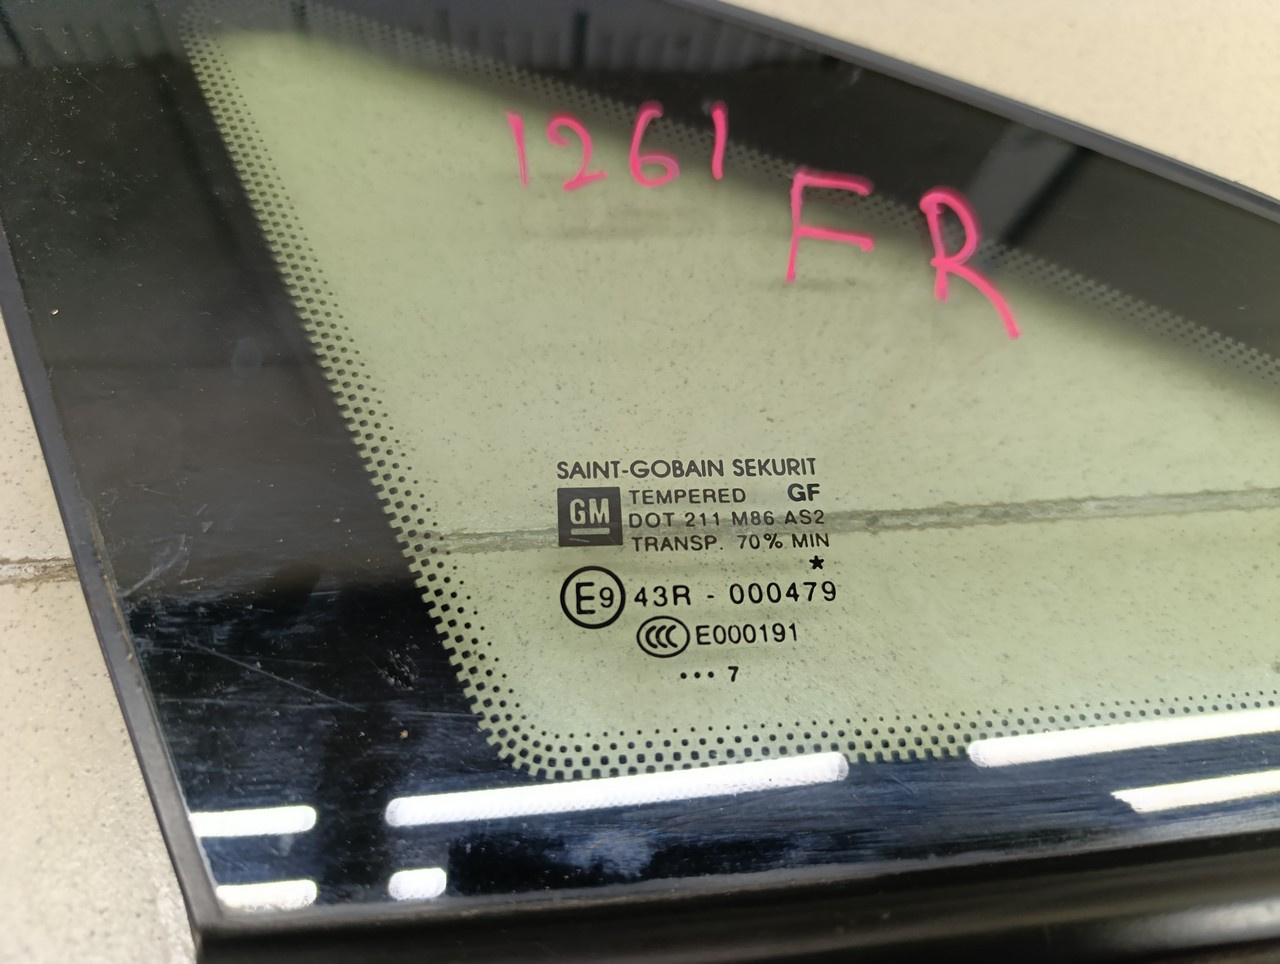 1261 FR
SAINT-GOBAIN SEKURIT
GM
TEMPERED GF
DOT 211 M86 AS2
TRANSP. 70% MIN
*
E9 43R - 000479
CCC E000191
••• 7